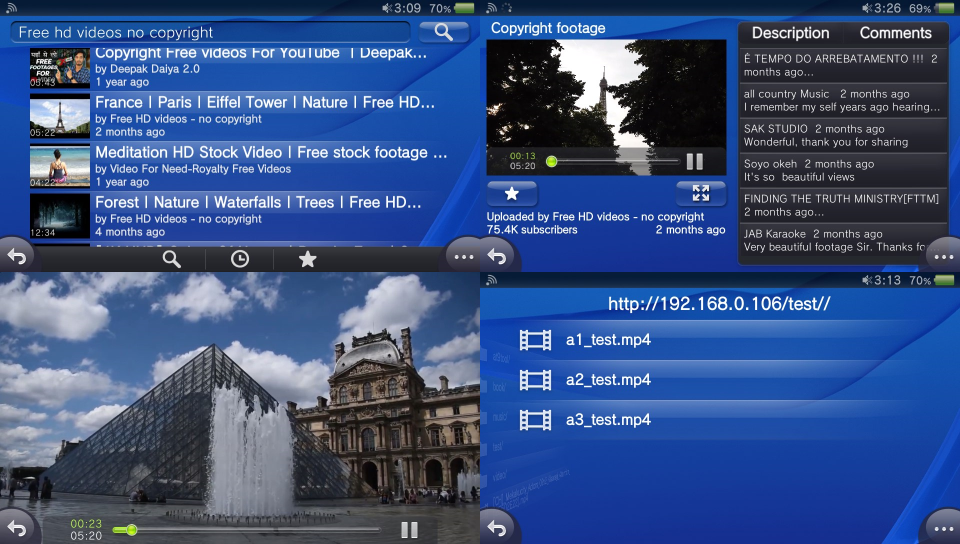 3:09 70%
Free hd videos no copyright
Copyright Free videos For YouTube | Deepak...
by Deepak Daiya 2.0
1 year ago
FREE
FOOTAGES
FOR
05:43
France | Paris | Eiffel Tower | Nature | Free HD...
by Free HD videos - no copyright
2 months ago
05:22
Meditation HD Stock Video | Free stock footage ...
by Video For Need-Royalty Free Videos
1 year ago
04:22
Forest | Nature | Waterfalls | Trees | Free HD...
by Free HD videos - no copyright
4 months ago
12:34
3:26 69%
Copyright footage
00:13
05:20
Uploaded by Free HD videos - no copyright
75.4K subscribers 2 months ago
Description Comments
É TEMPO DO ARREBATAMENTO !!! 2
months ago...
all country Music 2 months ago
I remember my self years ago hearing...
SAK STUDIO 2 months ago
Wonderful, thank you for sharing
Soyo okeh 2 months ago
It's so beautiful views
FINDING THE TRUTH MINISTRY[FTTM]
2 months ago...
JAB Karaoke 2 months ago
Very beautiful footage Sir. Thanks fo...
00:23
05:20
3:13 70%
http://192.168.0.106/test//
a1_test.mp4
a2_test.mp4
a3_test.mp4